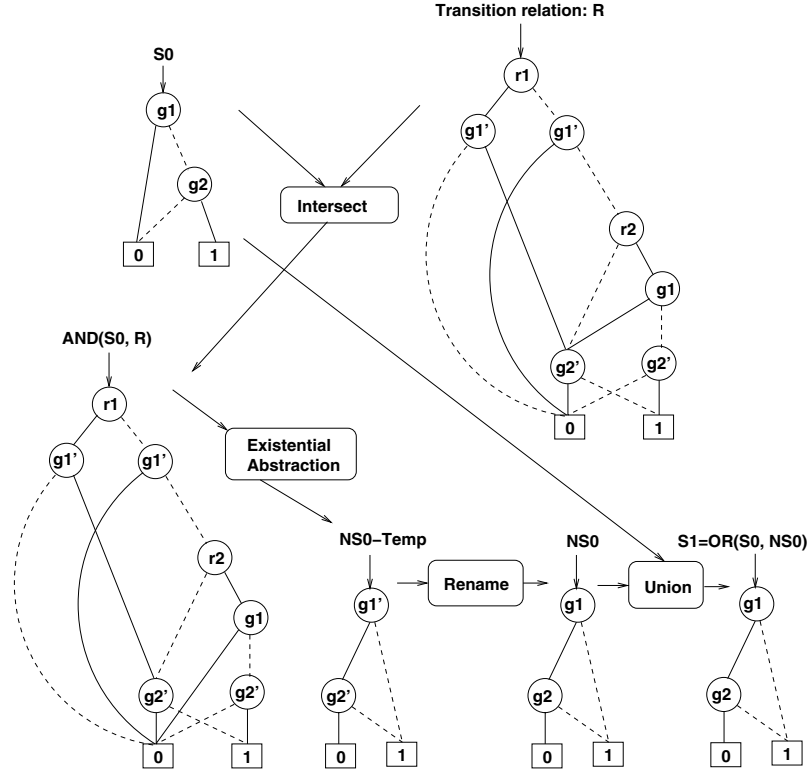 Transition relation: R
S0
r1
g1
g1'
g1'
g2
Intersect
r2
0
1
g1
AND(S0, R)
g2'
g2'
r1
0
1
Existential
Abstraction
g1'
g1'
NS0-Temp
NS0
S1=OR(S0, NS0)
r2
Rename
Union
g1'
g1
g1
g1
g2'
g2'
g2'
g2
g2
0
1
0
1
0
1
0
1